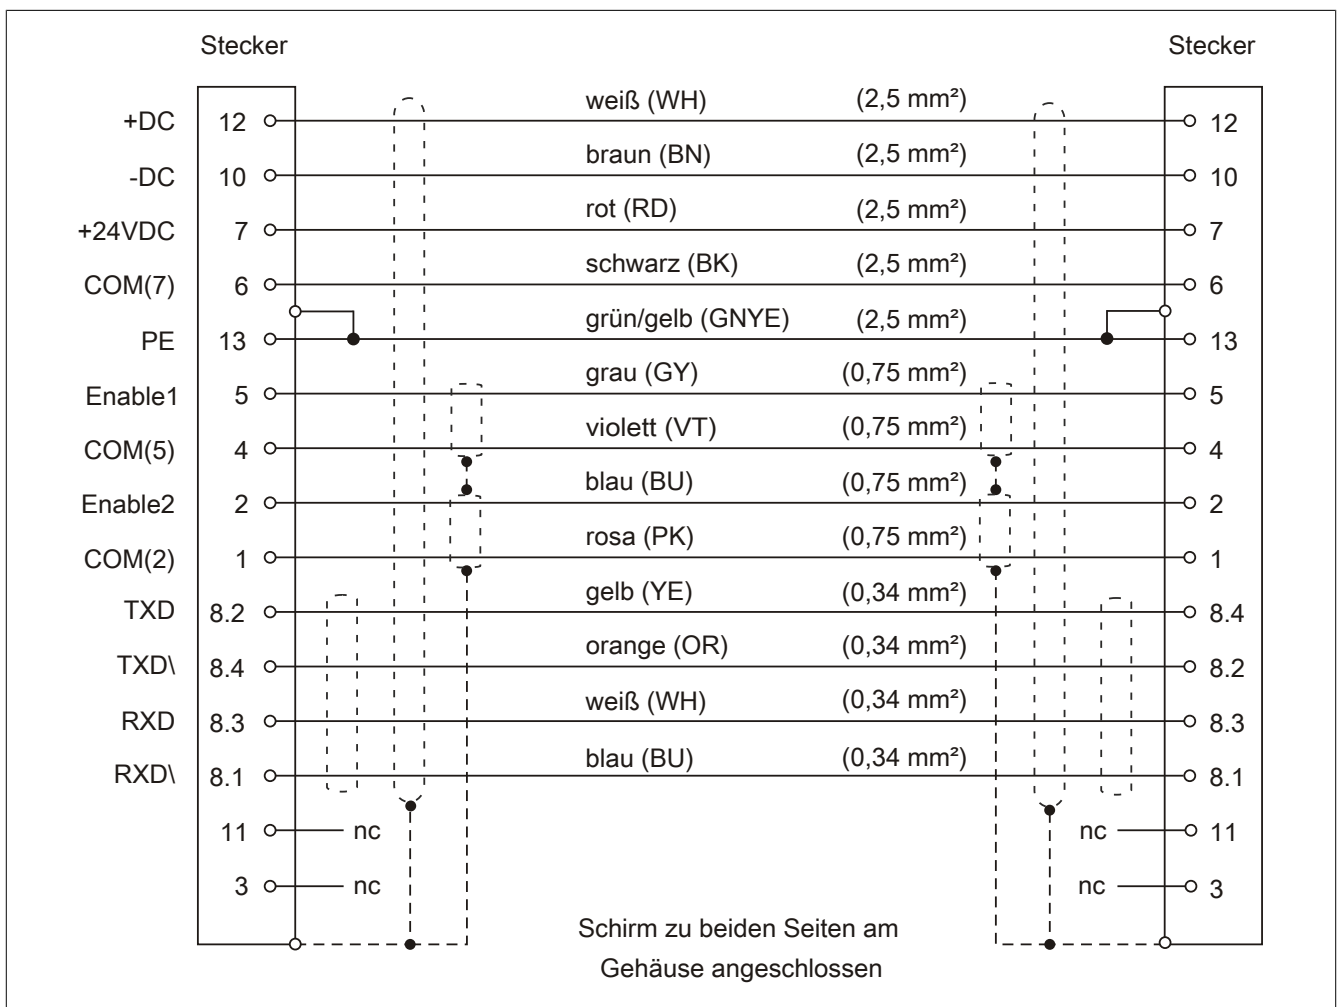 Stecker Stecker
weiß (WH) (2,5 mm²)
+DC 12 12
braun (BN) (2,5 mm²)
-DC 10 10
rot (RD) (2,5 mm²)
+24VDC 7 7
schwarz (BK) (2,5 mm²)
COM(7) 6 6
grün/gelb (GNYE) (2,5 mm²)
PE 13 13
grau (GY) (0,75 mm²)
Enable1 5 5
violett (VT) (0,75 mm²)
COM(5) 4 4
blau (BU) (0,75 mm²)
Enable2 2 2
rosa (PK) (0,75 mm²)
COM(2) 1 1
gelb (YE) (0,34 mm²)
TXD 8.2 8.4
orange (OR) (0,34 mm²)
TXD\ 8.4 8.2
weiß (WH) (0,34 mm²)
RXD 8.3 8.3
blau (BU) (0,34 mm²)
RXD\ 8.1 8.1
11 nc nc 11
3 nc nc 3
Schirm zu beiden Seiten am
Gehäuse angeschlossen